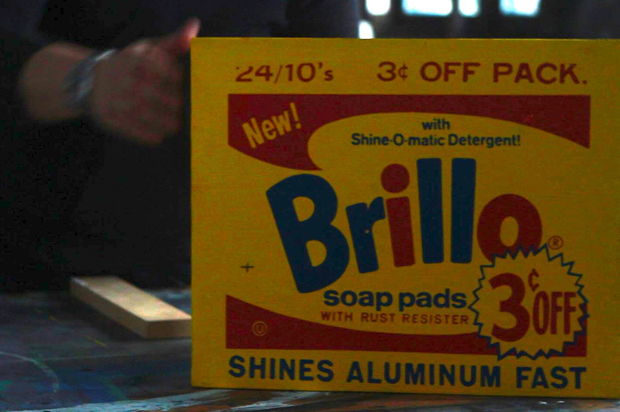 24/10's 3¢ OFF PACK.
New!
with
Shine-O-matic Detergent!
Brillo®
soap pads
WITH RUST RESISTER
3¢ OFF
U
SHINES ALUMINUM FAST